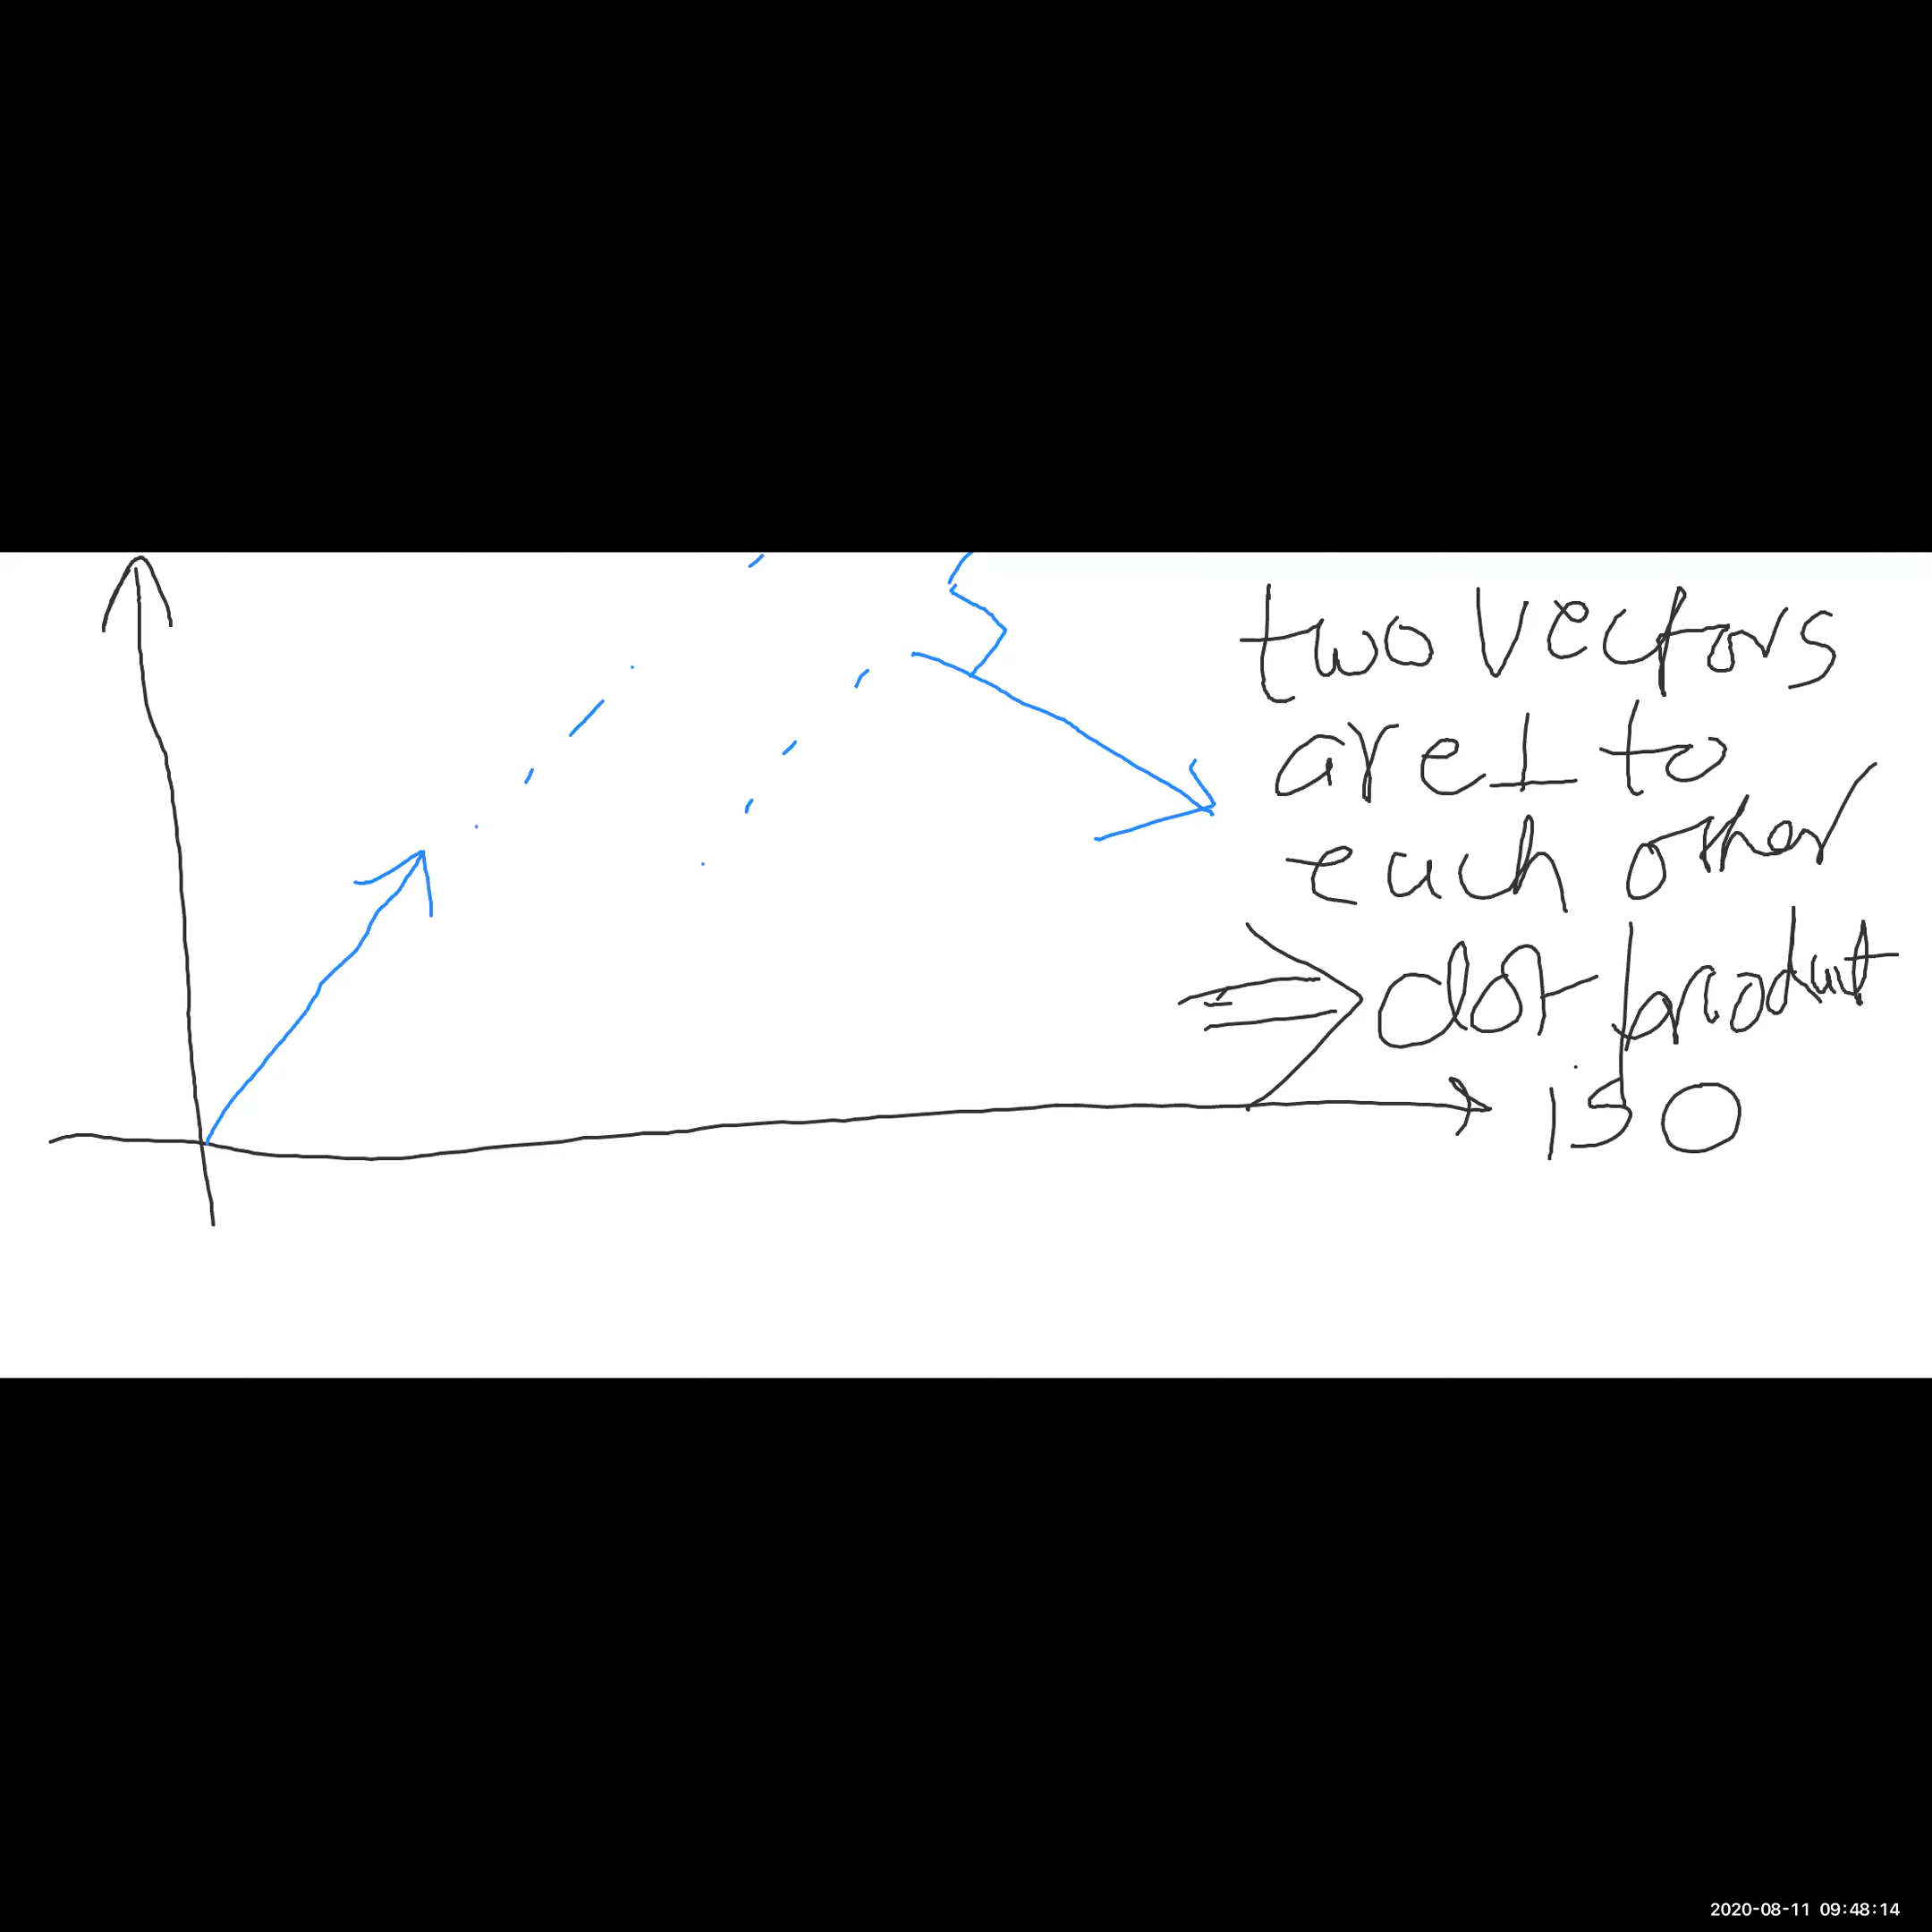 two vectors
are ⊥ to
each other
⇒ dot product
is 0
2020-08-11 09:48:14